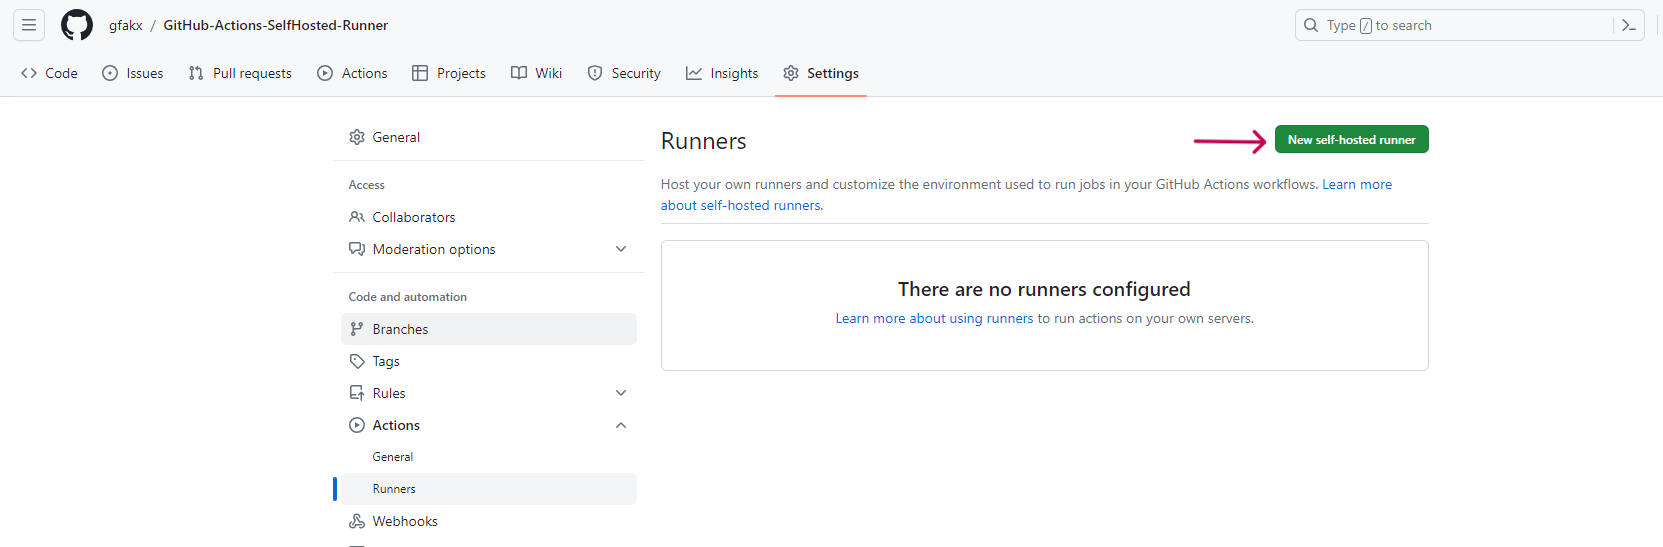 gfakx / GitHub-Actions-SelfHosted-Runner
Type / to search
Code Issues Pull requests Actions Projects Wiki Security Insights Settings
General
Access
Collaborators
Moderation options
Code and automation
Branches
Tags
Rules
Actions
General
Runners
Webhooks
Runners
New self-hosted runner
Host your own runners and customize the environment used to run jobs in your GitHub Actions workflows. Learn more
about self-hosted runners.
There are no runners configured
Learn more about using runners to run actions on your own servers.